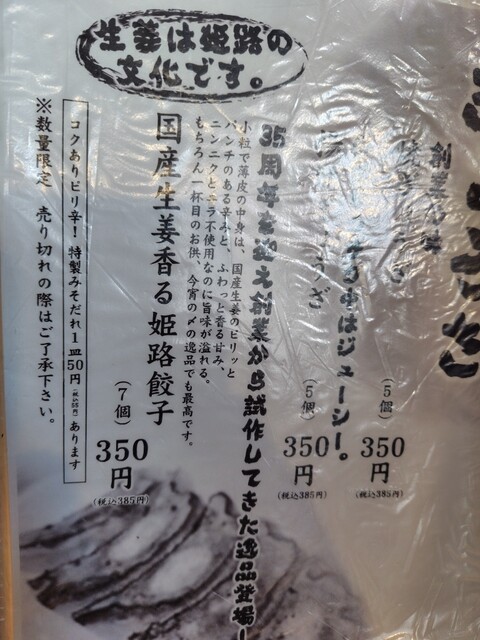 生姜は姫路の
文化です。
創業の味
中はジューシー。
(5個)
350
円
(税込385円)
(5個)
350
円
(税込385円)
35周年を迎え創業から試作してきた逸品登場！
小粒で薄皮の中身は、国産生姜のピリッと
パンチのある辛みと、ふわっと香る甘み、
ニンニクとニラ不使用なのに旨味が溢れる。
もちろん一杯目のお供、今宵の〆の逸品でも最高です。
国産生姜香る姫路餃子
(7個)
350
円
(税込385円)
コクありピリ辛！特製みそだれ1皿50円(税込55円)あります
※数量限定 売り切れの際はご了承下さい。